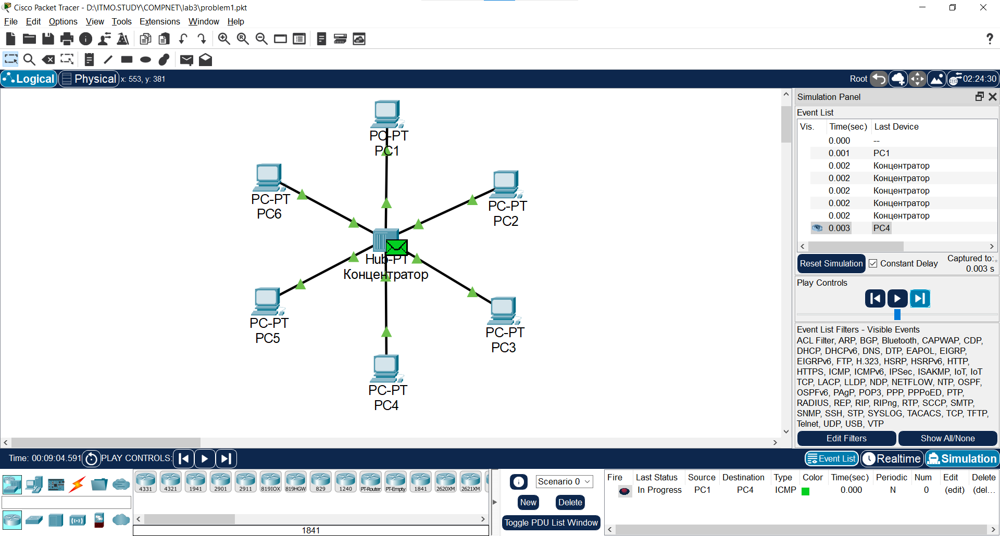 Cisco Packet Tracer - D:\ITMO.STUDY\COMPNET\lab3\problem1.pkt
File Edit Options View Tools Extensions Window Help
?
Logical Physical x: 553, y: 381
Root 02:24:30
PC-PT
PC1
PC-PT
PC6
PC-PT
PC2
Hub-PT
Концентратор
PC-PT
PC5
PC-PT
PC3
PC-PT
PC4
Simulation Panel
Event List
Vis. Time(sec) Last Device
0.000 --
0.001 PC1
0.002 Концентратор
0.002 Концентратор
0.002 Концентратор
0.002 Концентратор
0.002 Концентратор
0.003 PC4
Reset Simulation Constant Delay Captured to:
0.003 s
Play Controls
Event List Filters - Visible Events
ACL Filter, ARP, BGP, Bluetooth, CAPWAP, CDP,
DHCP, DHCPv6, DNS, DTP, EAPOL, EIGRP,
EIGRPv6, FTP, H.323, HSRP, HSRPv6, HTTP,
HTTPS, ICMP, ICMPv6, IPSec, ISAKMP, IoT, IoT
TCP, LACP, LLDP, NDP, NETFLOW, NTP, OSPF,
OSPFv6, PAgP, POP3, PPP, PPPoED, PTP,
RADIUS, REP, RIP, RIPng, RTP, SCCP, SMTP,
SNMP, SSH, STP, SYSLOG, TACACS, TCP, TFTP,
Telnet, UDP, USB, VTP
Edit Filters Show All/None
Time: 00:09:04.591 PLAY CONTROLS:
Event List Realtime Simulation
4331 4321 1941 2901 2911 819IOX 819HGW 829 1240 PT-Router PT-Empty 1841 2620XM 2621XM
1841
Scenario 0
New Delete
Toggle PDU List Window
Fire Last Status Source Destination Type Color Time(sec) Periodic Num Edit Delete
In Progress PC1 PC4 ICMP 0.000 N 0 (edit) (del...